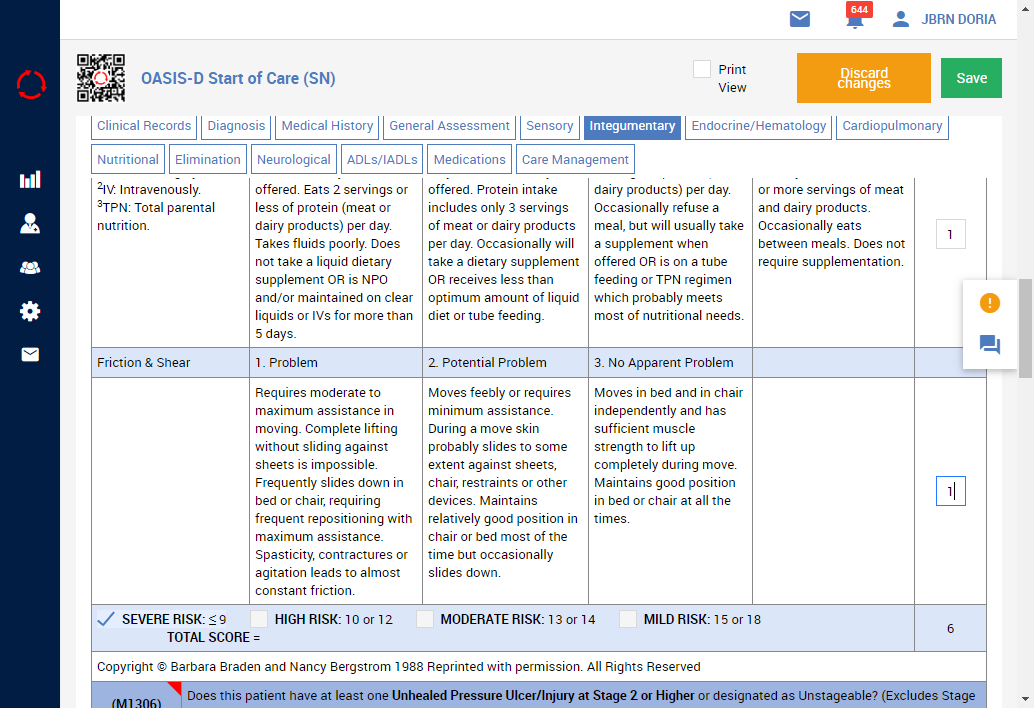 644
JBRN DORIA
OASIS-D Start of Care (SN)
Print
View
Discard
changes
Save
Clinical Records
Diagnosis
Medical History
General Assessment
Sensory
Integumentary
Endocrine/Hematology
Cardiopulmonary
Nutritional
Elimination
Neurological
ADLs/IADLs
Medications
Care Management
2IV: Intravenously.
3TPN: Total parental
nutrition.
offered. Eats 2 servings or
less of protein (meat or
dairy products) per day.
Takes fluids poorly. Does
not take a liquid dietary
supplement OR is NPO
and/or maintained on clear
liquids or IVs for more than
5 days.
offered. Protein intake
includes only 3 servings
of meat or dairy products
per day. Occasionally will
take a dietary supplement
OR receives less than
optimum amount of liquid
diet or tube feeding.
dairy products) per day.
Occasionally refuse a
meal, but will usually take
a supplement when
offered OR is on a tube
feeding or TPN regimen
which probably meets
most of nutritional needs.
or more servings of meat
and dairy products.
Occasionally eats
between meals. Does not
require supplementation.
1
Friction & Shear
1. Problem
2. Potential Problem
3. No Apparent Problem
Requires moderate to
maximum assistance in
moving. Complete lifting
without sliding against
sheets is impossible.
Frequently slides down in
bed or chair, requiring
frequent repositioning with
maximum assistance.
Spasticity, contractures or
agitation leads to almost
constant friction.
Moves feebly or requires
minimum assistance.
During a move skin
probably slides to some
extent against sheets,
chair, restraints or other
devices. Maintains
relatively good position in
chair or bed most of the
time but occasionally
slides down.
Moves in bed and in chair
independently and has
sufficient muscle
strength to lift up
completely during move.
Maintains good position
in bed or chair at all the
times.
1
SEVERE RISK: ≤ 9
HIGH RISK: 10 or 12
MODERATE RISK: 13 or 14
MILD RISK: 15 or 18
TOTAL SCORE =
6
Copyright © Barbara Braden and Nancy Bergstrom 1988 Reprinted with permission. All Rights Reserved
(M1306)
Does this patient have at least one Unhealed Pressure Ulcer/Injury at Stage 2 or Higher or designated as Unstageable? (Excludes Stage